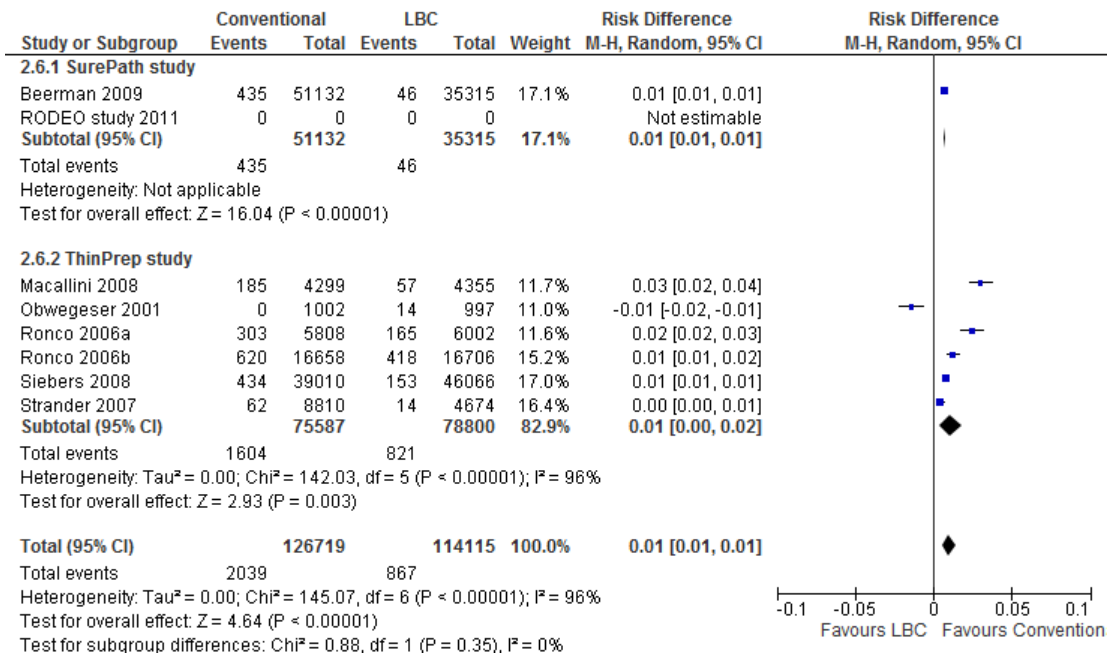 Conventional LBC Risk Difference Risk Difference
Study or Subgroup Events Total Events Total Weight M-H, Random, 95% CI M-H, Random, 95% CI
2.6.1 SurePath study
Beerman 2009 435 51132 46 35315 17.1% 0.01 [0.01, 0.01]
RODEO study 2011 0 0 0 0 Not estimable
Subtotal (95% CI) 51132 35315 17.1% 0.01 [0.01, 0.01]
Total events 435 46
Heterogeneity: Not applicable
Test for overall effect: Z = 16.04 (P < 0.00001)
2.6.2 ThinPrep study
Macallini 2008 185 4299 57 4355 11.7% 0.03 [0.02, 0.04]
Obwegeser 2001 0 1002 14 997 11.0% -0.01 [-0.02, -0.01]
Ronco 2006a 303 5808 165 6002 11.6% 0.02 [0.02, 0.03]
Ronco 2006b 620 16658 418 16706 15.2% 0.01 [0.01, 0.02]
Siebers 2008 434 39010 153 46066 17.0% 0.01 [0.01, 0.01]
Strander 2007 62 8810 14 4674 16.4% 0.00 [0.00, 0.01]
Subtotal (95% CI) 75587 78800 82.9% 0.01 [0.00, 0.02]
Total events 1604 821
Heterogeneity: Tau² = 0.00; Chi² = 142.03, df = 5 (P < 0.00001); I² = 96%
Test for overall effect: Z = 2.93 (P = 0.003)
Total (95% CI) 126719 114115 100.0% 0.01 [0.01, 0.01]
Total events 2039 867
Heterogeneity: Tau² = 0.00; Chi² = 145.07, df = 6 (P < 0.00001); I² = 96%
Test for overall effect: Z = 4.64 (P < 0.00001)
Test for subgroup differences: Chi² = 0.88, df = 1 (P = 0.35), I² = 0%
-0.1 -0.05 0 0.05 0.1
Favours LBC Favours Convention